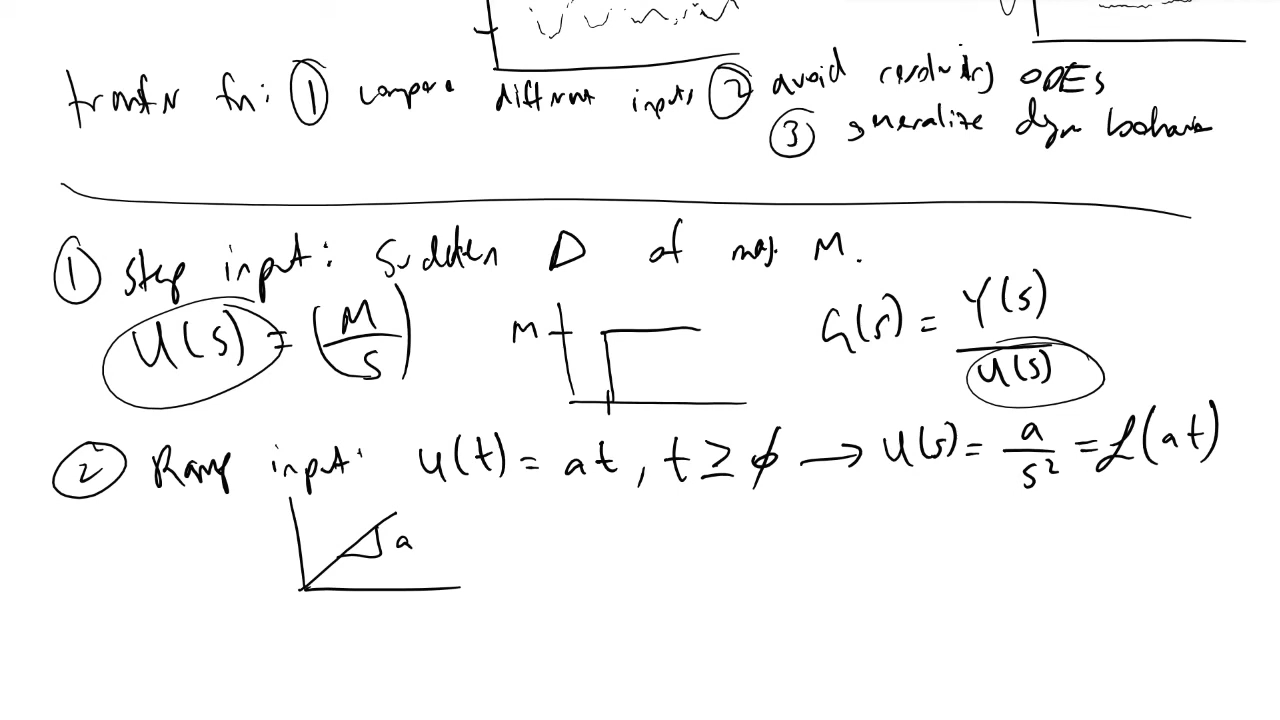 transfer fn: ① compare different inputs ② avoid resolving ODEs
③ generalize dyn behavior
① Step input: Sudden Δ of mag. M.
U(s) = (M/s)
M
G(s) = Y(s)/U(s)
② Ramp input: u(t) = at, t ≥ ϕ → U(s) = a/s² = ℒ(at)
a